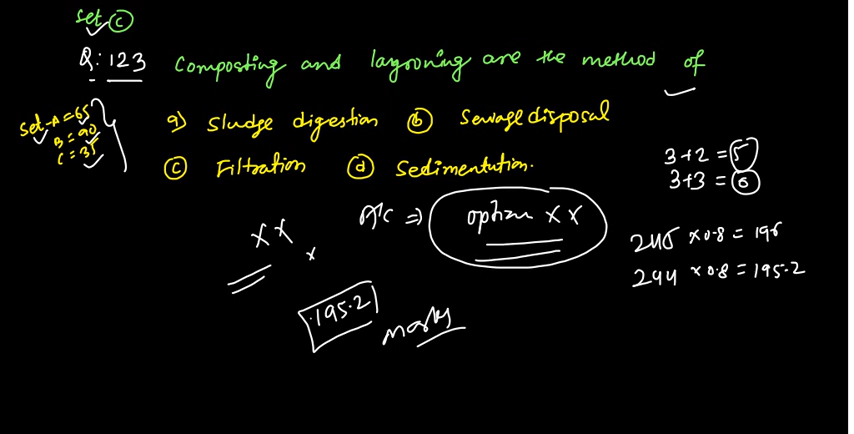 Set C
Q: 123 Composting and lagooning are the method of
Set-A = 65
B = 90
C = 35
a) Sludge digestion b Sewage disposal
c Filtration d Sedimentution.
3+2 = 5
3+3 = 6
A/c ⇒ option XX
XX
x
245 x 0.8 = 196
244 x 0.8 = 195.2
195.2
marks